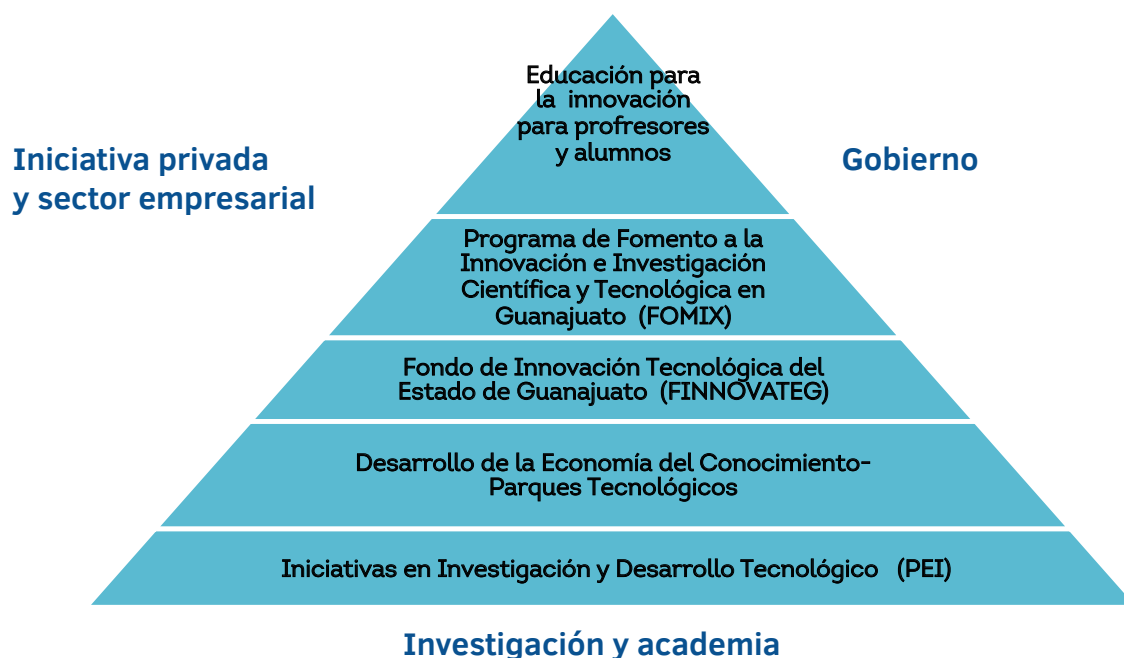 Educación para
la innovación
para profresores
y alumnos
Iniciativa privada
y sector empresarial
Gobierno
Programa de Fomento a la
Innovación e Investigación
Científica y Tecnológica en
Guanajuato (FOMIX)
Fondo de Innovación Tecnológica del
Estado de Guanajuato (FINNOVATEG)
Desarrollo de la Economía del Conocimiento-
Parques Tecnológicos
Iniciativas en Investigación y Desarrollo Tecnológico (PEI)
Investigación y academia